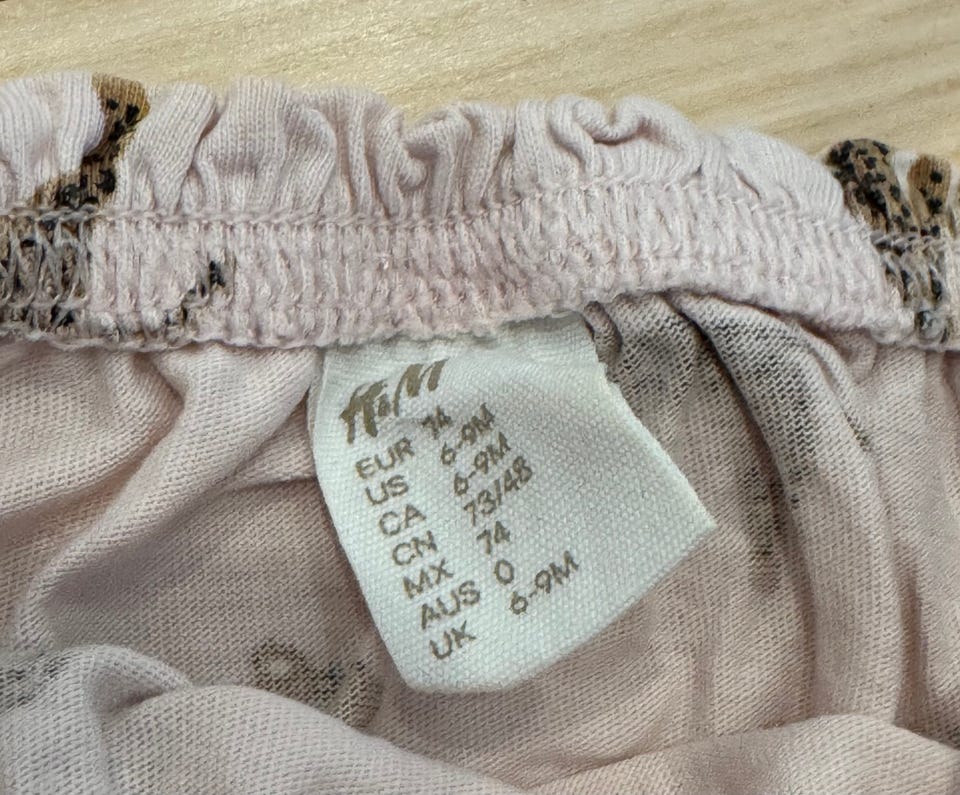 H&M
EUR 74
US 6-9M
CA 6-9M
CN 73/48
MX 74
AUS 0
UK 6-9M